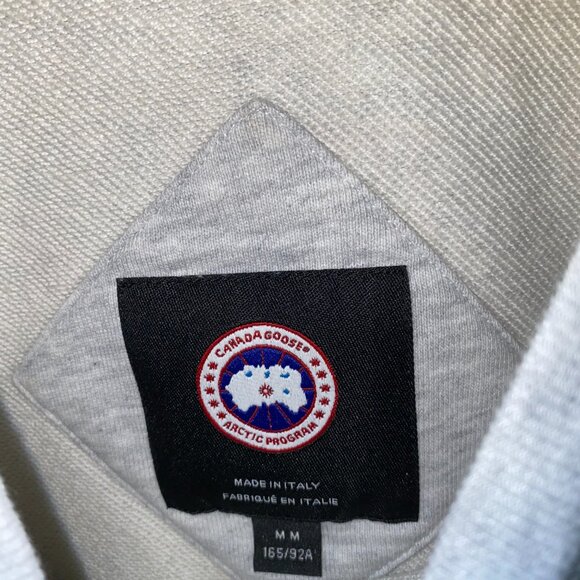 CANADA GOOSE®
ARCTIC PROGRAM
MADE IN ITALY
FABRIQUÉ EN ITALIE
M M
165/92A